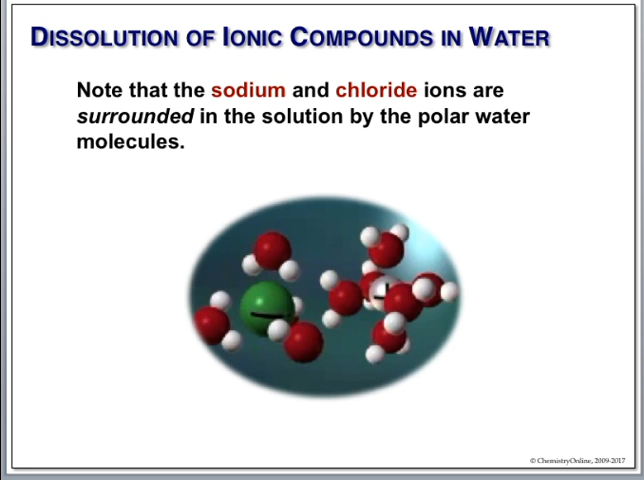 DISSOLUTION OF IONIC COMPOUNDS IN WATER
Note that the sodium and chloride ions are
surrounded in the solution by the polar water
molecules.
© ChemistryOnline, 2009-2017